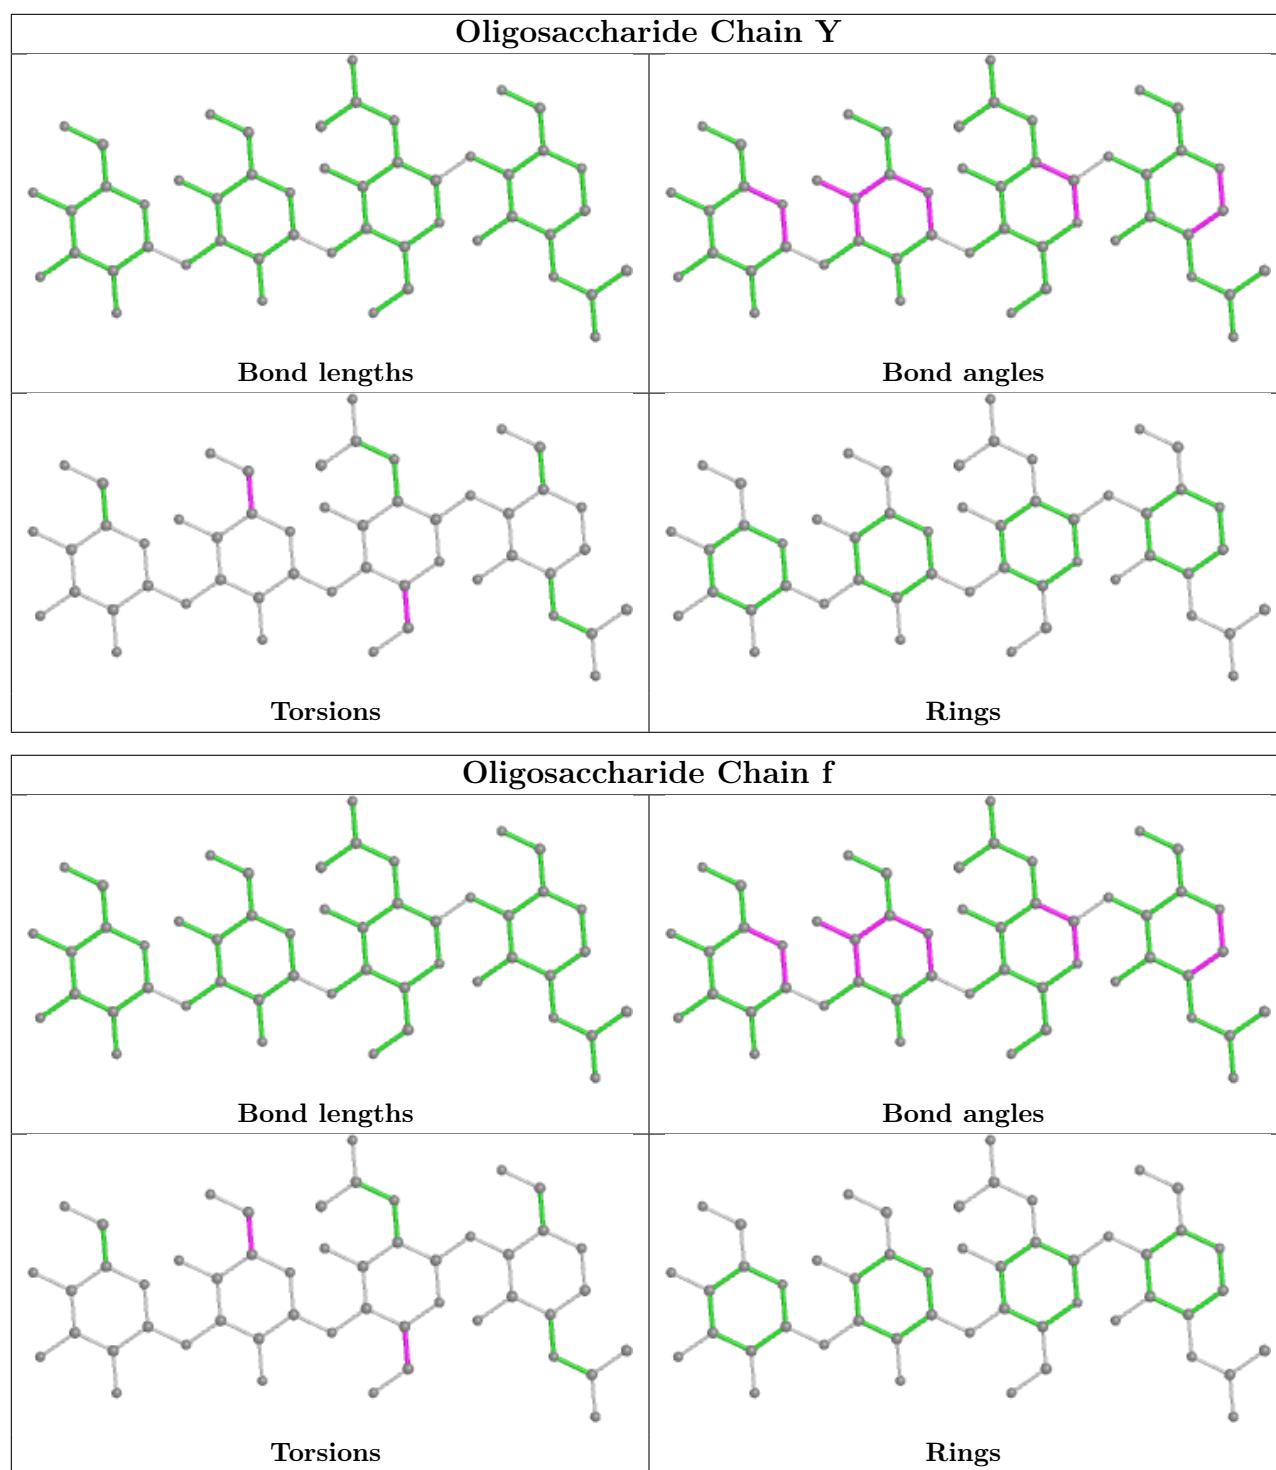 Oligosaccharide Chain Y
Bond lengths
Bond angles
Torsions
Rings
Oligosaccharide Chain f
Bond lengths
Bond angles
Torsions
Rings